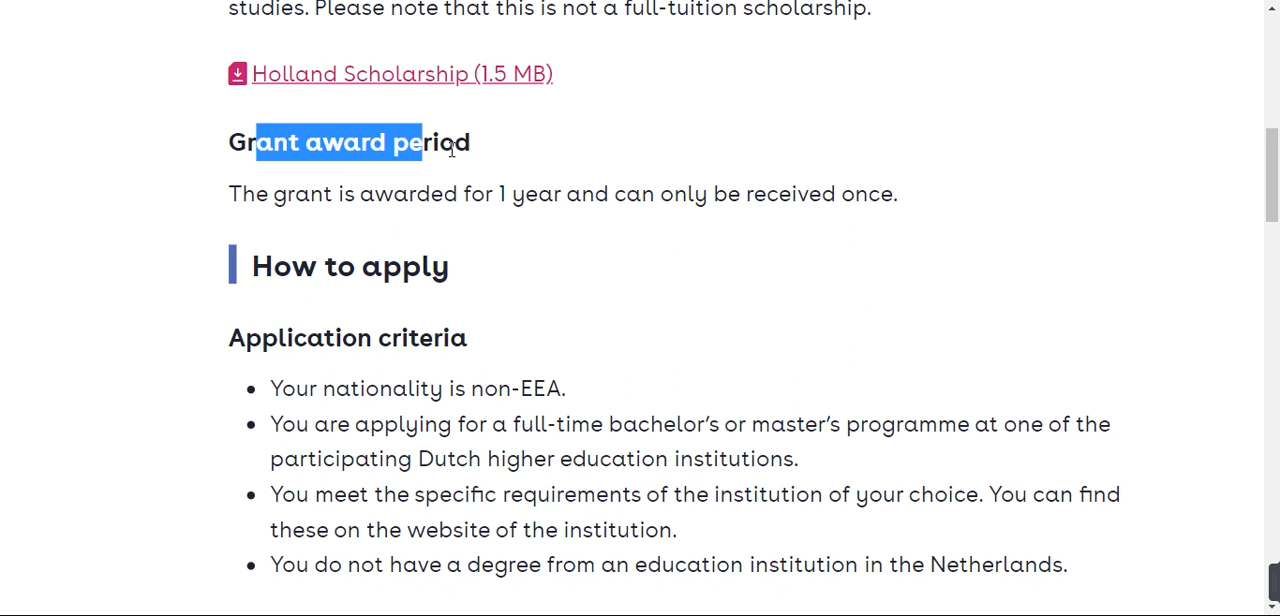 studies. Please note that this is not a full-tuition scholarship.
Holland Scholarship (1.5 MB)
Grant award period
The grant is awarded for 1 year and can only be received once.
How to apply
Application criteria
• Your nationality is non-EEA.
• You are applying for a full-time bachelor’s or master’s programme at one of the
participating Dutch higher education institutions.
• You meet the specific requirements of the institution of your choice. You can find
these on the website of the institution.
• You do not have a degree from an education institution in the Netherlands.